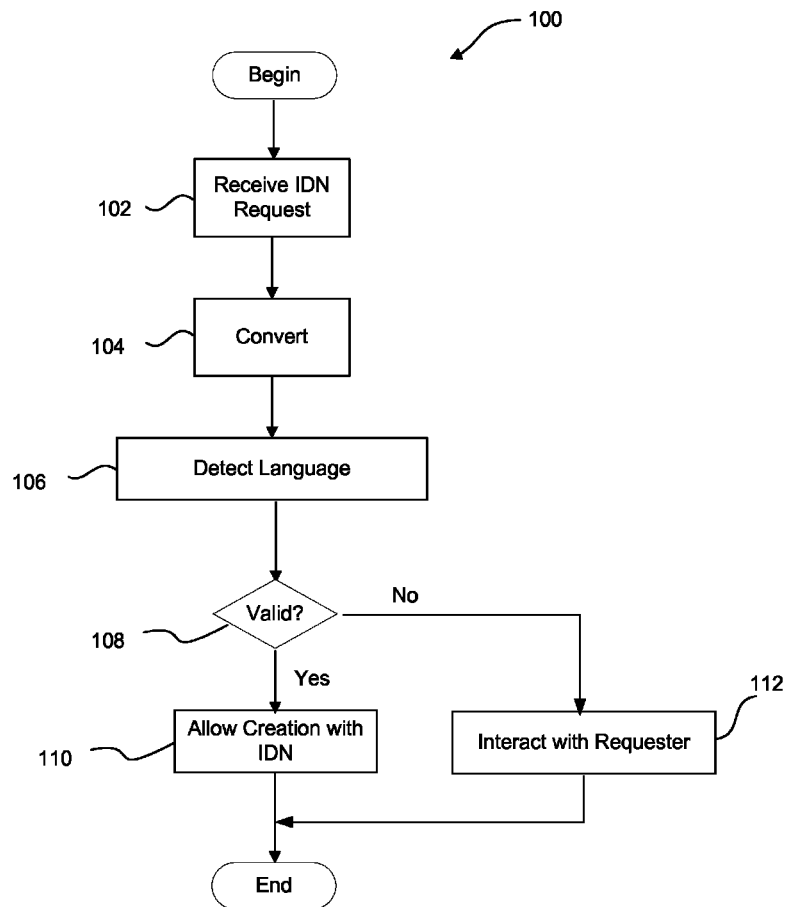 100
Begin
102
Receive IDN
Request
104
Convert
106
Detect Language
108
Valid?
No
Yes
112
110
Allow Creation with
IDN
Interact with Requester
End